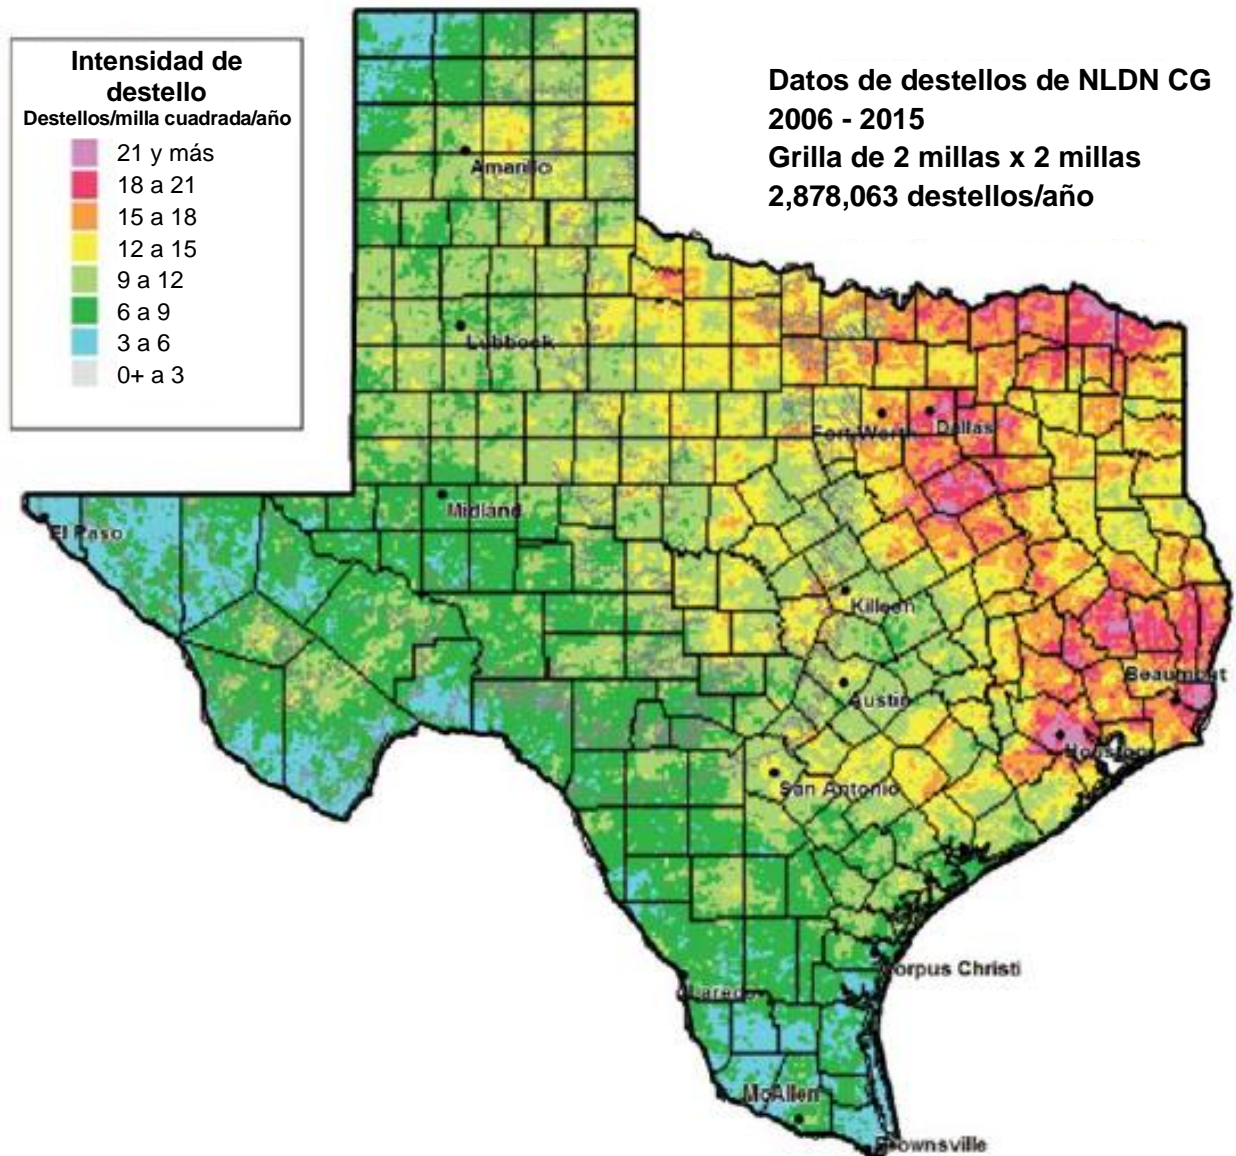 Intensidad de
destello
Destellos/milla cuadrada/año
21 y más
18 a 21
15 a 18
12 a 15
9 a 12
6 a 9
3 a 6
0+ a 3
Datos de destellos de NLDN CG
2006 - 2015
Grilla de 2 millas x 2 millas
2,878,063 destellos/año
Amarillo
Lubbock
Fort Worth
Dallas
Midland
El Paso
Killeen
Beaumont
Austin
Houston
San Antonio
Corpus Christi
Laredo
McAllen
Brownsville